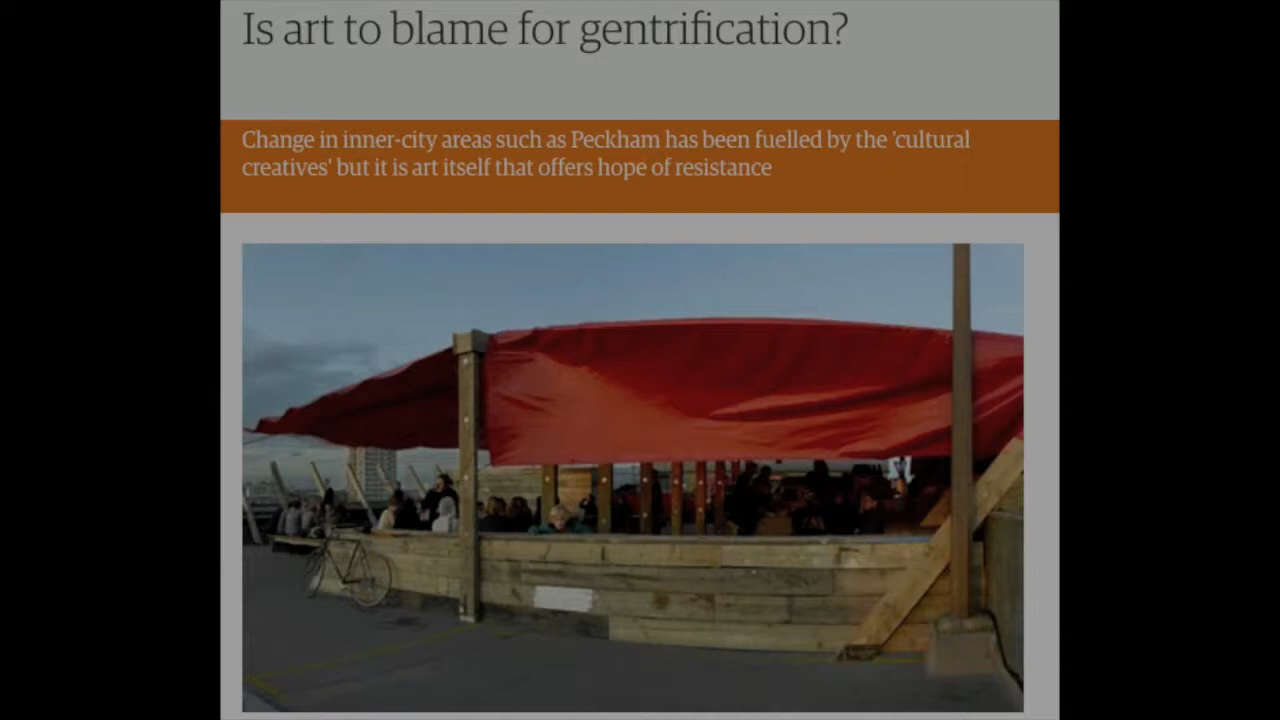 Is art to blame for gentrification?
Change in inner-city areas such as Peckham has been fuelled by the 'cultural
creatives' but it is art itself that offers hope of resistance